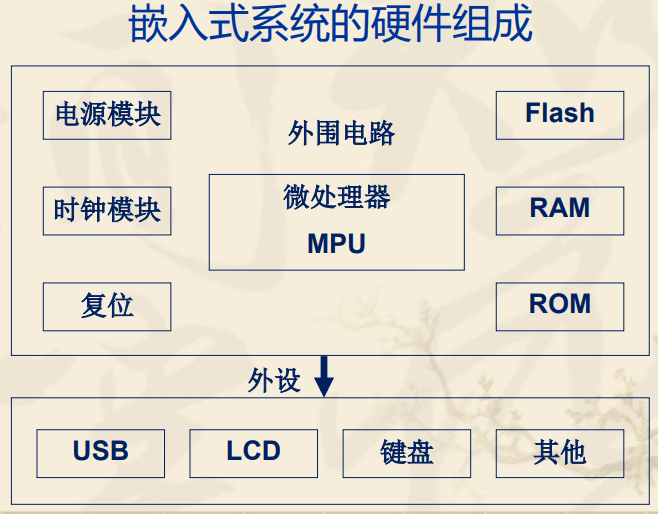 嵌入式系统的硬件组成
电源模块
外围电路
Flash
时钟模块
微处理器
MPU
RAM
复位
ROM
外设
USB
LCD
键盘
其他